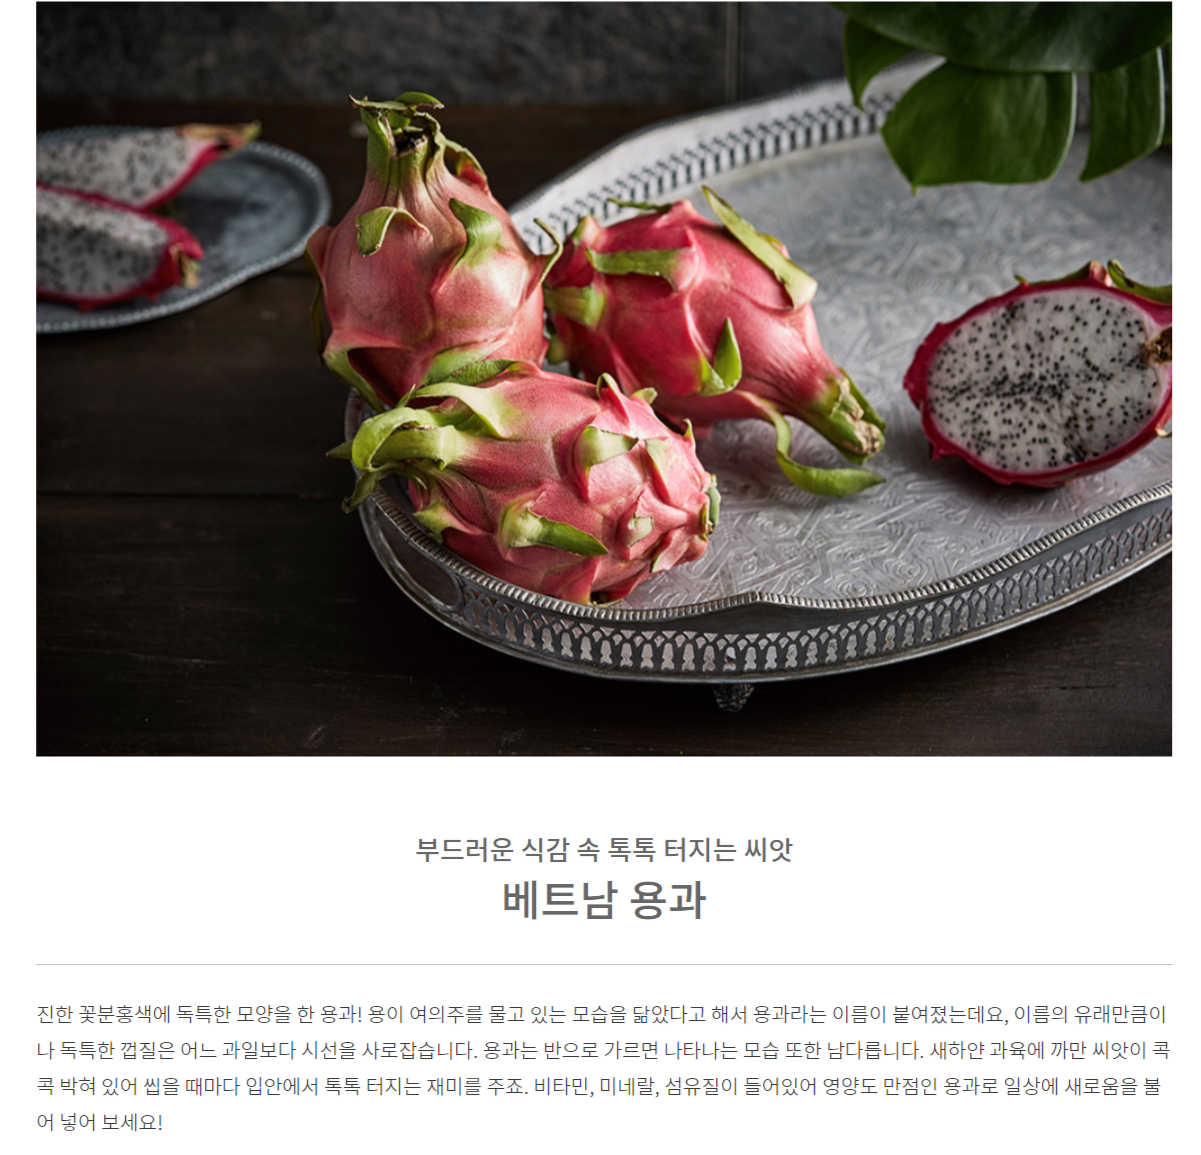 부드러운 식감 속 톡톡 터지는 씨앗
베트남 용과
진한 꽃분홍색에 독특한 모양을 한 용과! 용이 여의주를 물고 있는 모습을 닮았다고 해서 용과라는 이름이 붙여졌는데요, 이름의 유래만큼이
나 독특한 껍질은 어느 과일보다 시선을 사로잡습니다. 용과는 반으로 가르면 나타나는 모습 또한 남다릅니다. 새하얀 과육에 까만 씨앗이 콕
콕 박혀 있어 씹을 때마다 입안에서 톡톡 터지는 재미를 주죠. 비타민, 미네랄, 섬유질이 들어있어 영양도 만점인 용과로 일상에 새로움을 불
어 넣어 보세요!